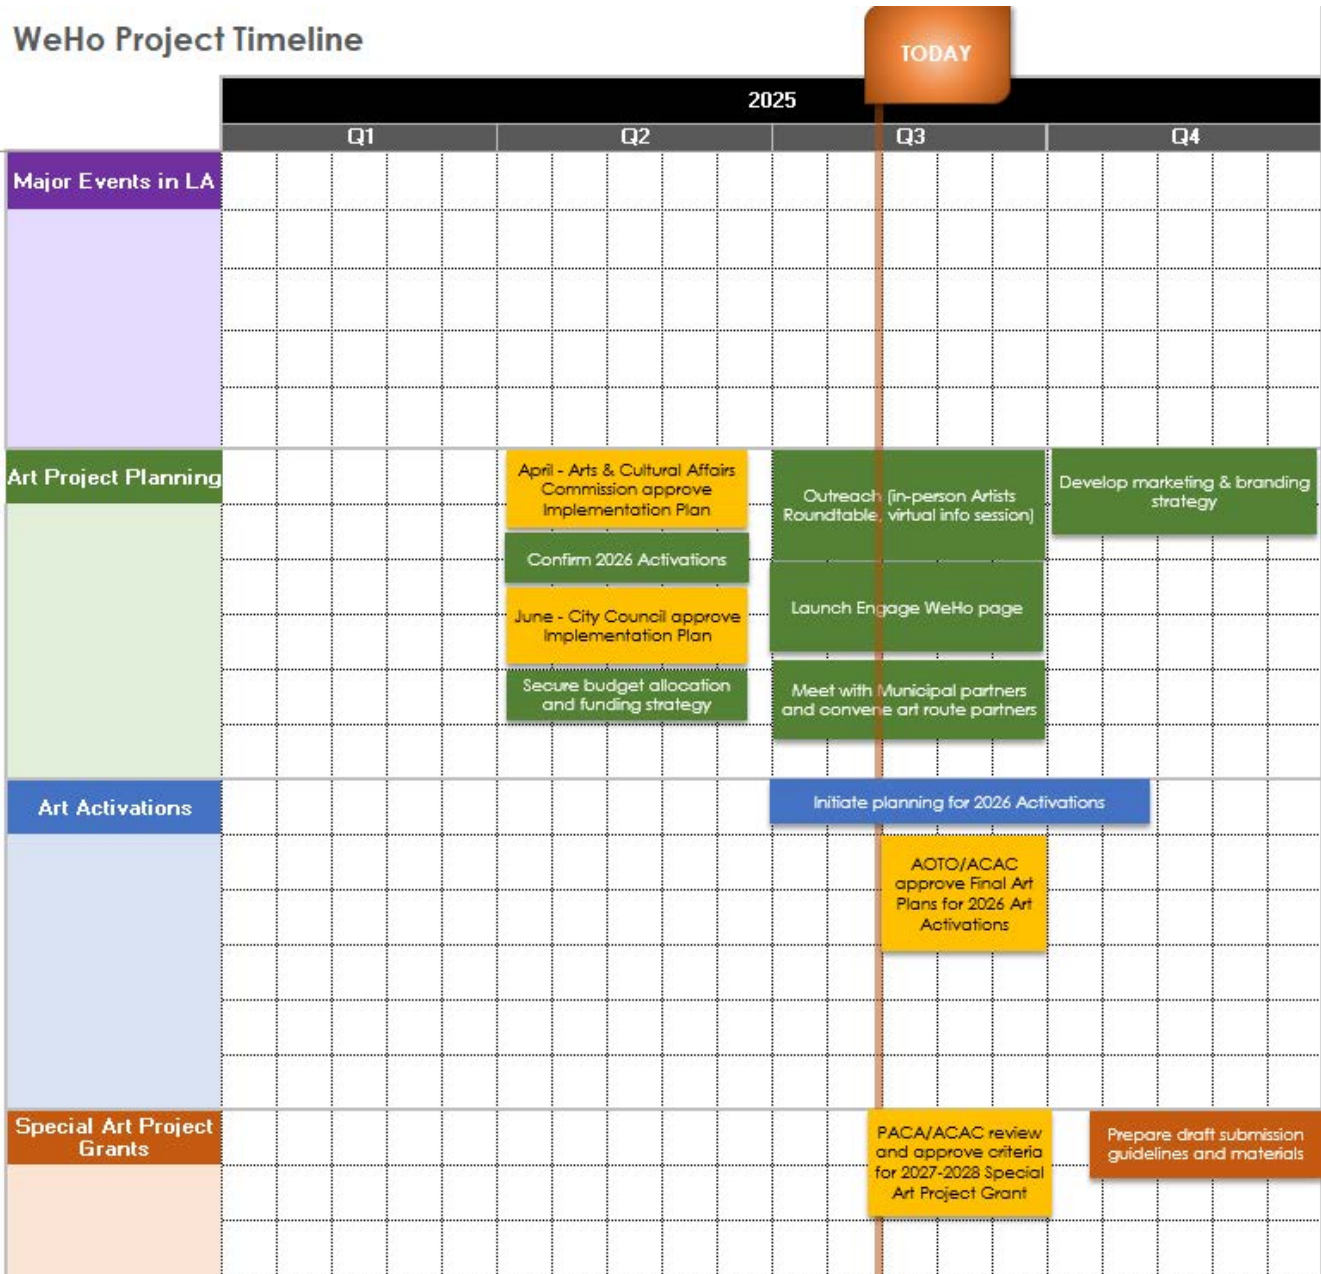 WeHo Project Timeline
TODAY
2025
Q1 Q2 Q3 Q4
Major Events in LA
Art Project Planning
April - Arts & Cultural Affairs
Commission approve
Implementation Plan
Confirm 2026 Activations
June - City Council approve
Implementation Plan
Secure budget allocation
and funding strategy
Outreach (in-person Artists
Roundtable, virtual info session)
Launch Engage WeHo page
Meet with Municipal partners
and convene art route partners
Develop marketing & branding
strategy
Art Activations
Initiate planning for 2026 Activations
AOTO/ACAC
approve Final Art
Plans for 2026 Art
Activations
Special Art Project
Grants
PACA/ACAC review
and approve criteria
for 2027-2028 Special
Art Project Grant
Prepare draft submission
guidelines and materials